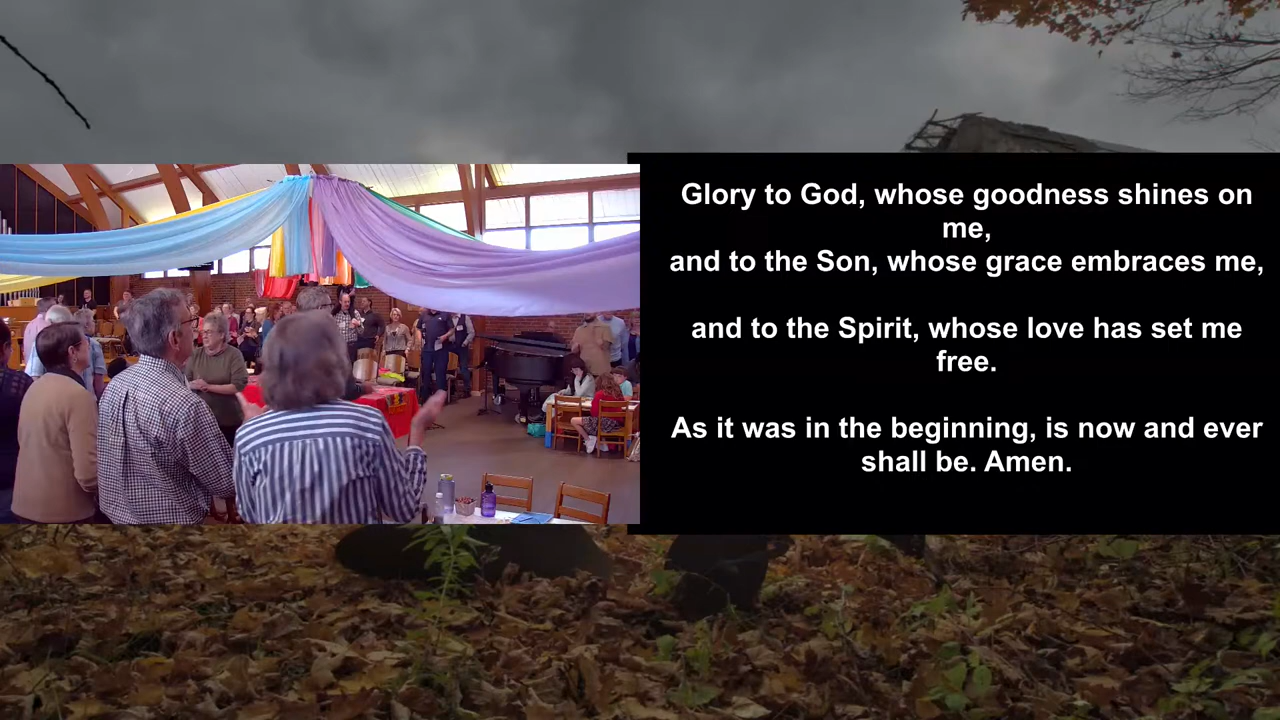 Glory to God, whose goodness shines on
me,
and to the Son, whose grace embraces me,
and to the Spirit, whose love has set me
free.
As it was in the beginning, is now and ever
shall be. Amen.